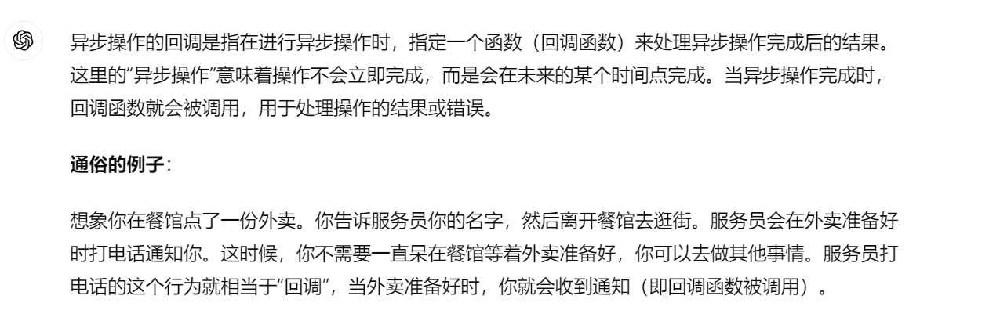 异步操作的回调是指在进行异步操作时，指定一个函数（回调函数）来处理异步操作完成后的结果。
这里的“异步操作”意味着操作不会立即完成，而是会在未来的某个时间点完成。当异步操作完成时，
回调函数就会被调用，用于处理操作的结果或错误。
通俗的例子：
想象你在餐馆点了一份外卖。你告诉服务员你的名字，然后离开餐馆去逛街。服务员会在外卖准备好
时打电话通知你。这时候，你不需要一直呆在餐馆等着外卖准备好，你可以去做其他事情。服务员打
电话的这个行为就相当于“回调”，当外卖准备好时，你就会收到通知（即回调函数被调用）。